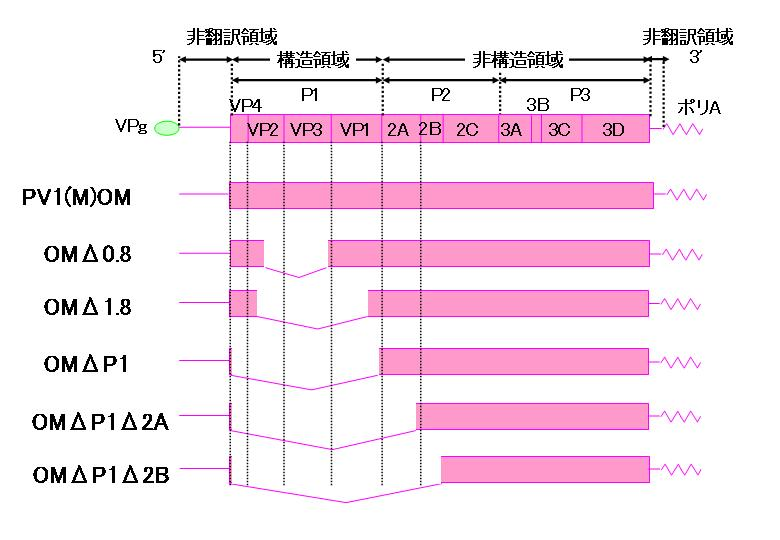 非翻訳領域 非翻訳領域
5' 構造領域 非構造領域 3'
P1 P2 P3
VP4 3B ポリA
VPg VP2 VP3 VP1 2A 2B 2C 3A 3C 3D
PV1(M)OM
OMΔ0.8
OMΔ1.8
OMΔP1
OMΔP1Δ2A
OMΔP1Δ2B